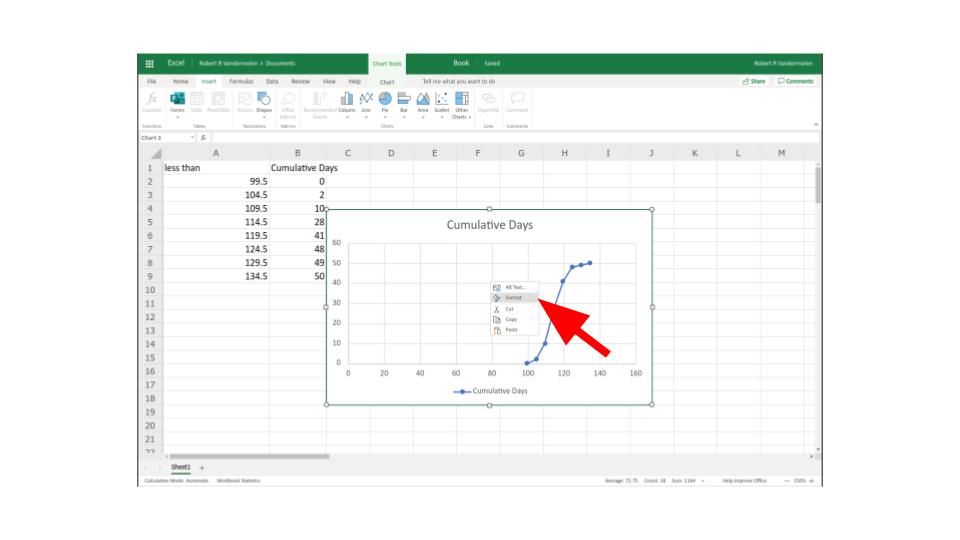 Excel Robert R Vandermolen > Documents Chart Tools Book - Saved Robert R Vandermolen
File Home Insert Formulas Data Review View Help Chart Tell me what you want to do Share Comments
fx Function Forms Table PivotTable Picture Shapes Office Add-ins Recommended Charts Column Line Pie Bar Area Scatter Other Charts Hyperlink Comment
Functions Tables Illustrations Add-ins Charts Links Comments
Chart 3 fx
A B C D E F G H I J K L M
1 less than Cumulative Days
2 99.5 0
3 104.5 2
4 109.5 10
5 114.5 28
6 119.5 41
7 124.5 48
8 129.5 49
9 134.5 50
10
11
12
13
14
15
16
17
18
19
20
21
22
Cumulative Days
60
50
40
30
20
10
0
0 20 40 60 80 100 120 140 160
Cumulative Days
Alt Text...
Format
Cut
Copy
Paste
Sheet1 +
Calculation Mode: Automatic Workbook Statistics Average: 72.75 Count: 18 Sum: 1164 Help Improve Office — 150% +